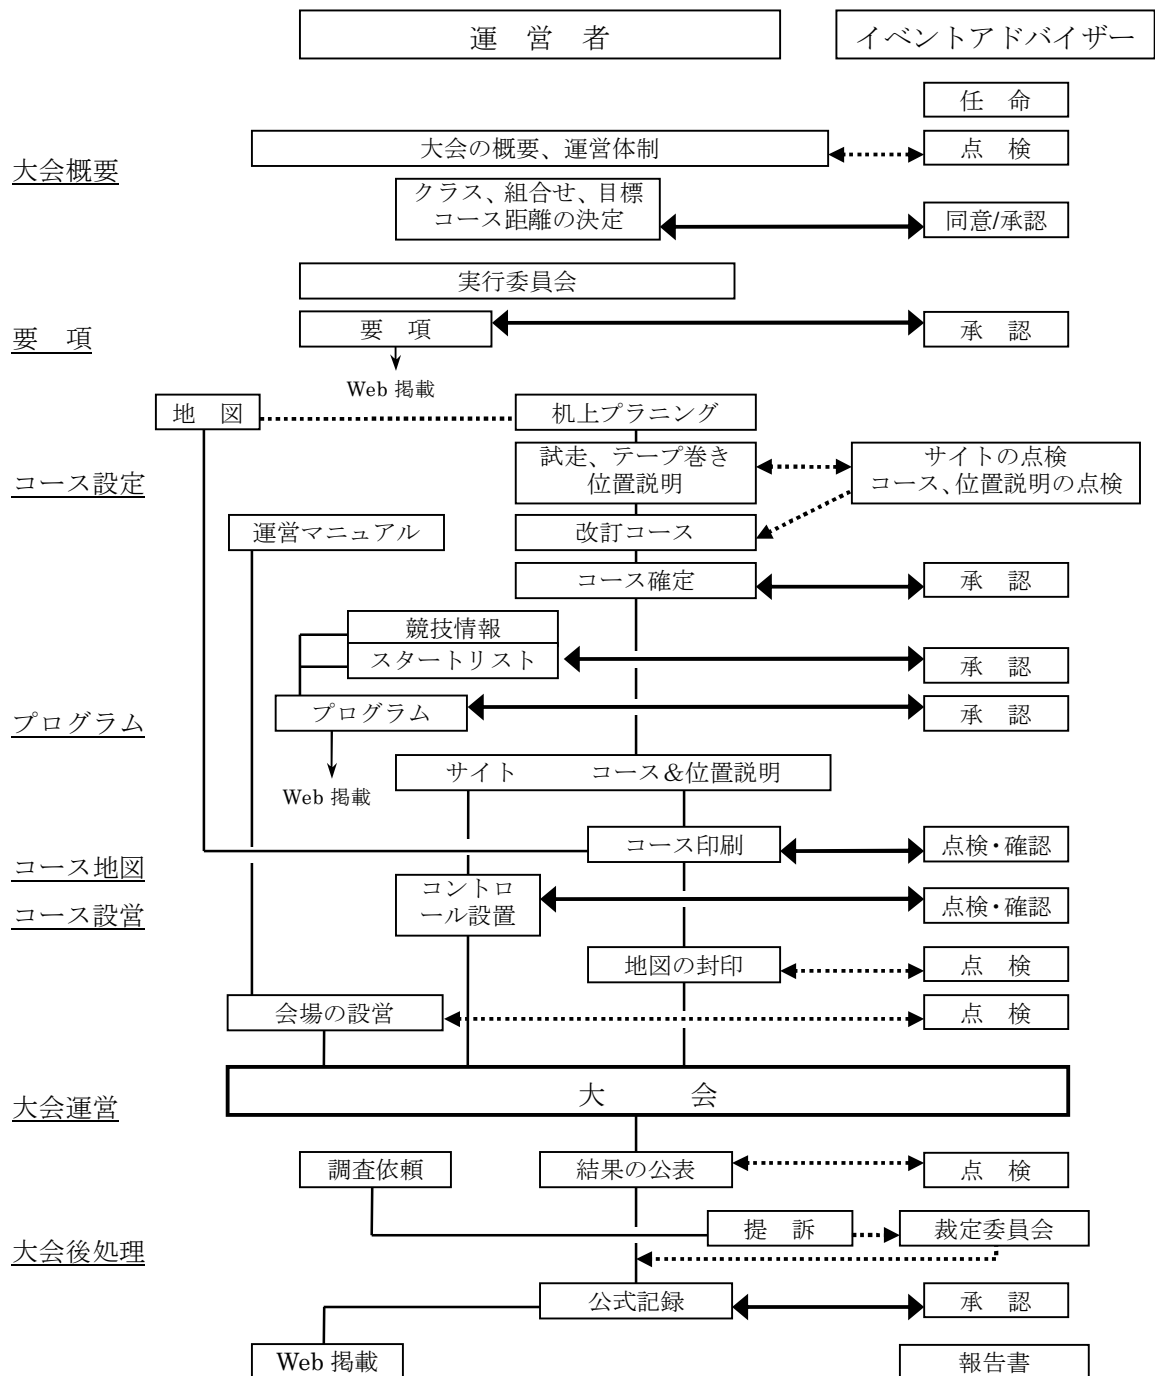 運　営　者
イベントアドバイザー
任　命
大会の概要、運営体制
点　検
大会概要
クラス、組合せ、目標
コース距離の決定
同意/承認
実行委員会
要　項
要　項
承　認
Web 掲載
地　図
机上プラニング
コース設定
試走、テープ巻き
位置説明
サイトの点検
コース、位置説明の点検
運営マニュアル
改訂コース
コース確定
承　認
競技情報
スタートリスト
承　認
プログラム
プログラム
承　認
サイト　　　コース＆位置説明
Web 掲載
コース印刷
点検・確認
コース地図
コントロ
ール設置
点検・確認
コース設営
地図の封印
点　検
会場の設営
点　検
大会運営
大　　　会
調査依頼
結果の公表
点　検
提　訴
裁定委員会
大会後処理
公式記録
承　認
Web 掲載
報告書